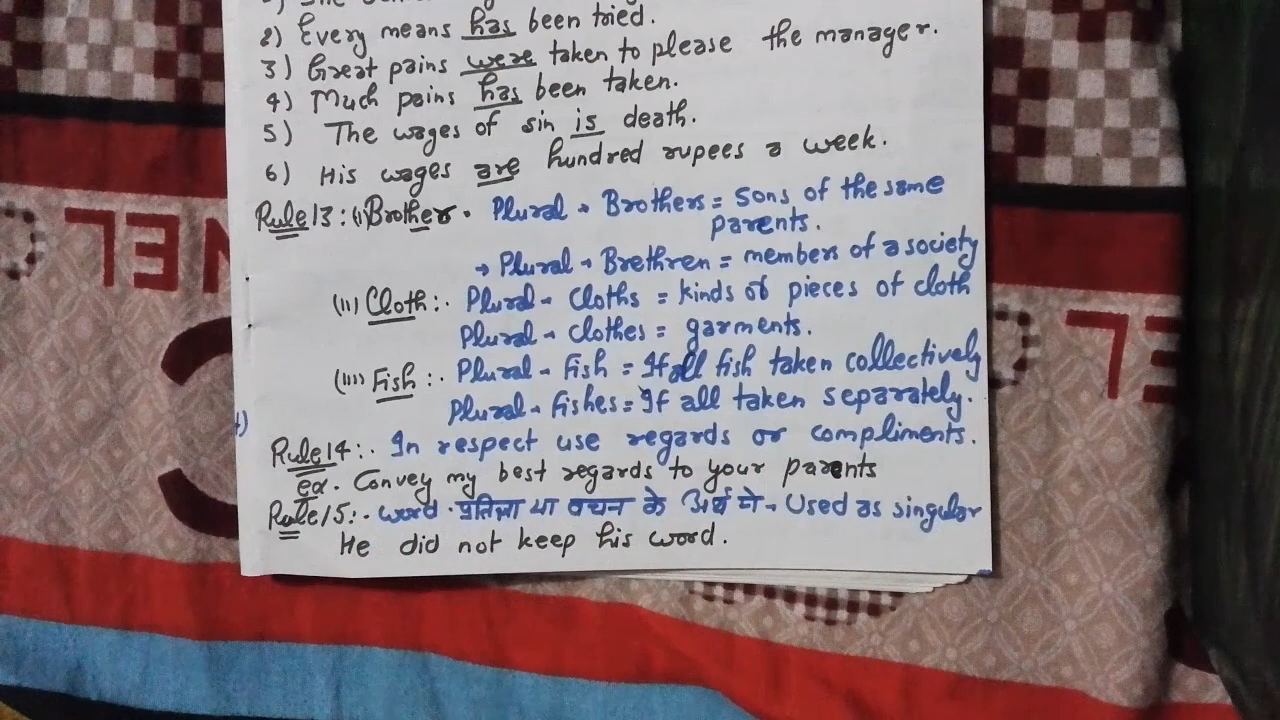 2) Every means has been tried.
3) Great pains were taken to please the manager.
4) Much pains has been taken.
5) The wages of sin is death.
6) His wages are hundred rupees a week.
Rule 13: (i) Brother. Plural → Brothers = sons of the same
parents.
→ Plural → Brethren = members of a society
(ii) Cloth:. Plural - Cloths = kinds of pieces of cloth
Plural - Clothes = garments.
(iii) Fish:. Plural - Fish = If all fish taken collectively
Plural - Fishes = If all taken separately.
Rule 14:. In respect use regards or compliments.
ex. Convey my best regards to your parents
Rule 15:. word. प्रतिज्ञा या वचन के अर्थ मे - Used as singular
He did not keep his word.
NEL
EL